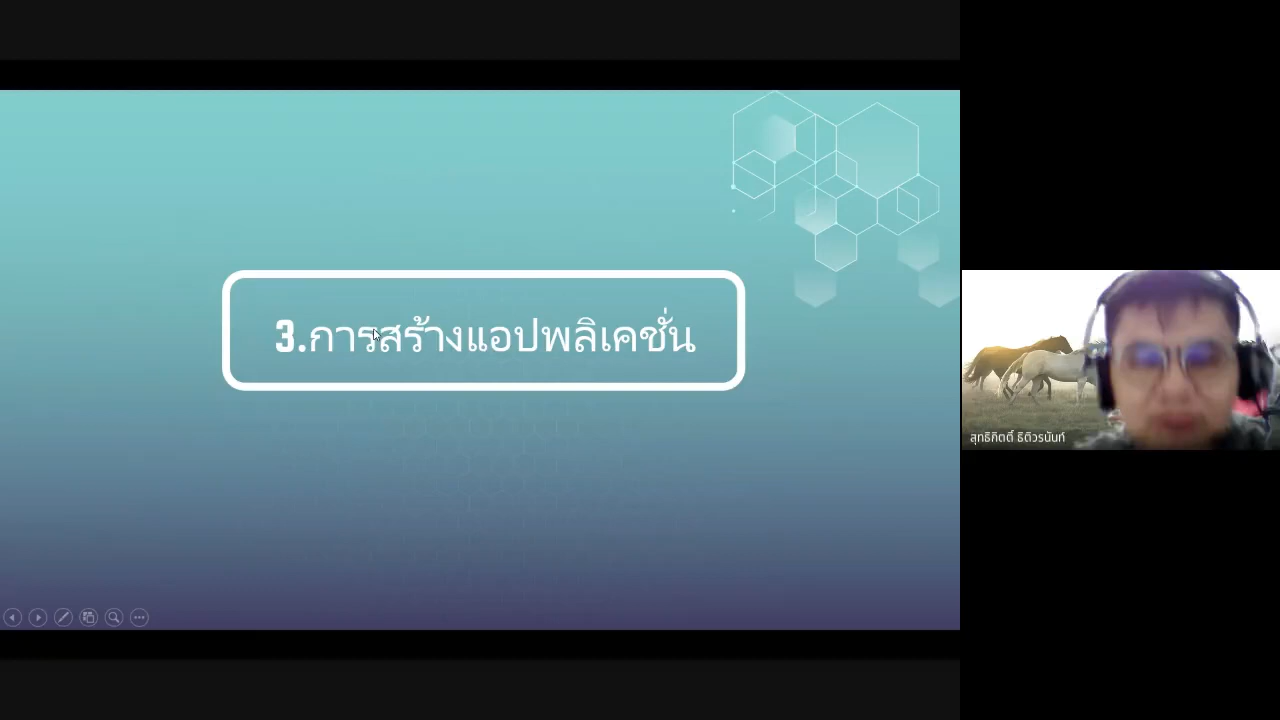 3.การสร้างแอปพลิเคชั่น
สุทธิกิตติ์ ธิติวรนันท์